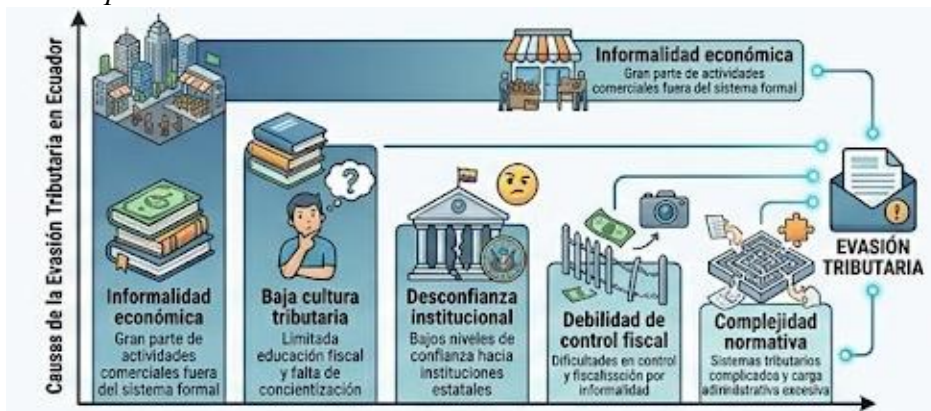 Causas de la Evasión Tributaria en Ecuador
Informalidad económica
Gran parte de actividades
comerciales fuera del sistema formal
?
EVASIÓN
TRIBUTARIA
Informalidad
económica
Gran parte de
actividades
comerciales fuera
del sistema formal
Baja cultura
tributaria
Limitada
educación fiscal
y falta de
concientización
Desconfianza
institucional
Bajos niveles de
confianza hacia
instituciones
estatales
Debilidad de
control fiscal
Dificultades en control
y fiscalissción por
informalidad
Complejidad
normativa
Sistemas tributarios
complicados y carga
administrativa excesiva